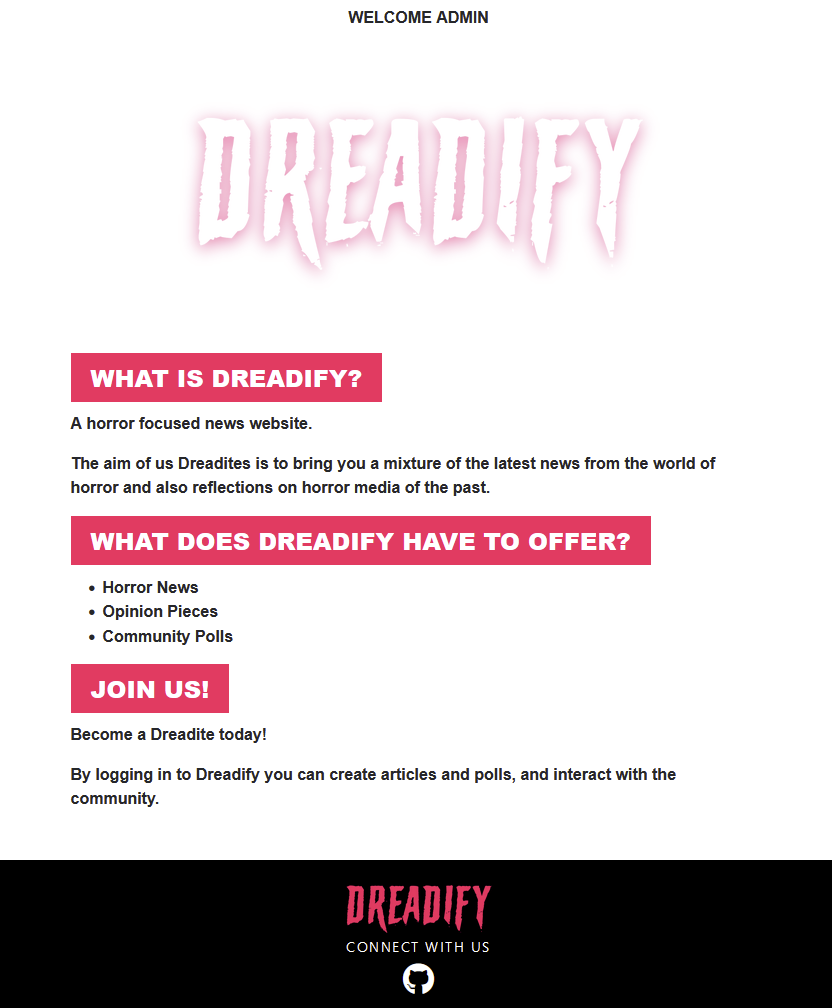 WELCOME ADMIN
DREADIFY
WHAT IS DREADIFY?
A horror focused news website.
The aim of us Dreadites is to bring you a mixture of the latest news from the world of
horror and also reflections on horror media of the past.
WHAT DOES DREADIFY HAVE TO OFFER?
• Horror News
• Opinion Pieces
• Community Polls
JOIN US!
Become a Dreadite today!
By logging in to Dreadify you can create articles and polls, and interact with the
community.
DREADIFY
CONNECT WITH US